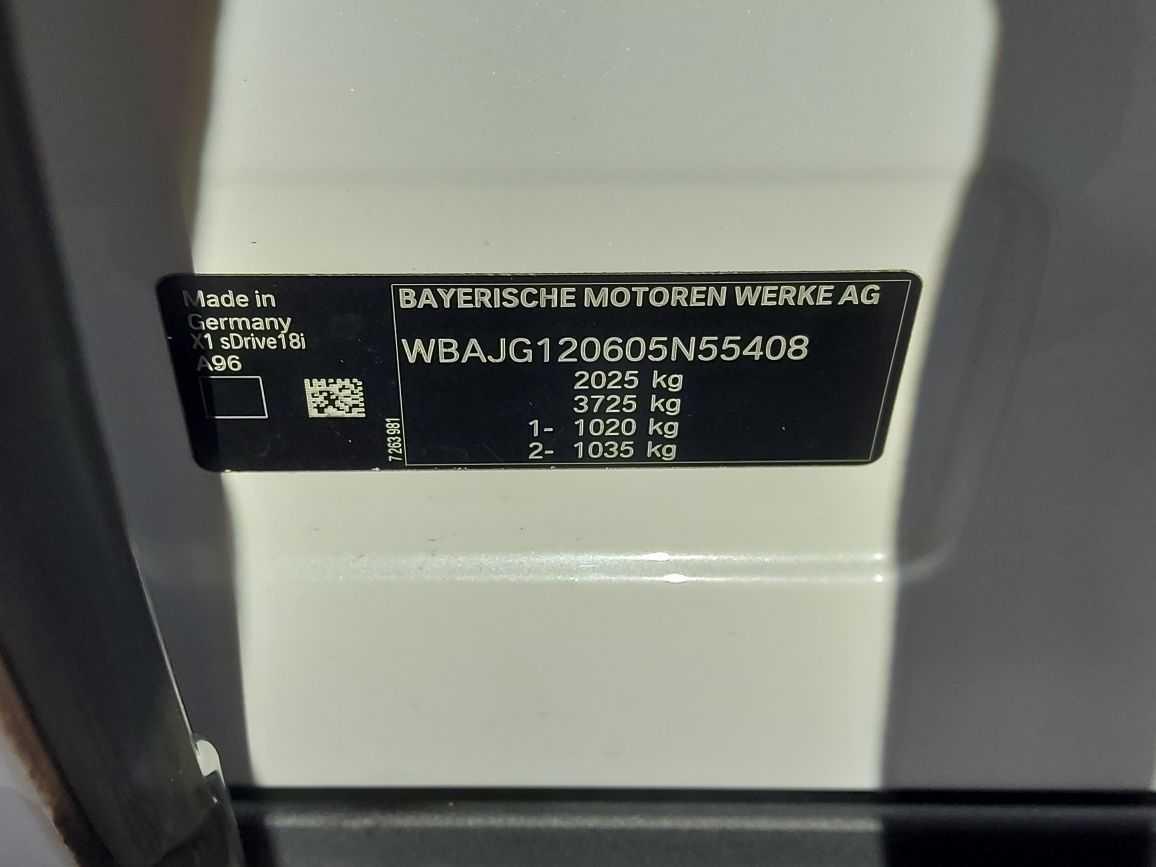 Made in
Germany
X1 sDrive18i
A96
7263981
BAYERISCHE MOTOREN WERKE AG
WBAJG120605N55408
2025 kg
3725 kg
1- 1020 kg
2- 1035 kg